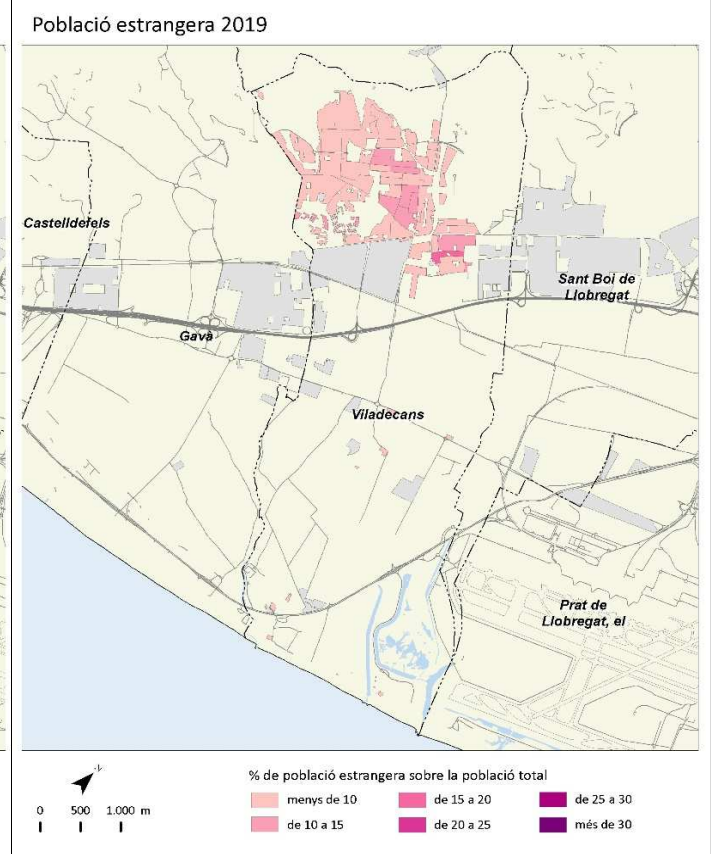 Població estrangera 2019
Castelldefels
Sant Boi de
Llobregat
Gavà
Viladecans
Prat de
Llobregat, el
N
0 500 1.000 m
% de població estrangera sobre la població total
menys de 10
de 15 a 20
de 25 a 30
de 10 a 15
de 20 a 25
més de 30